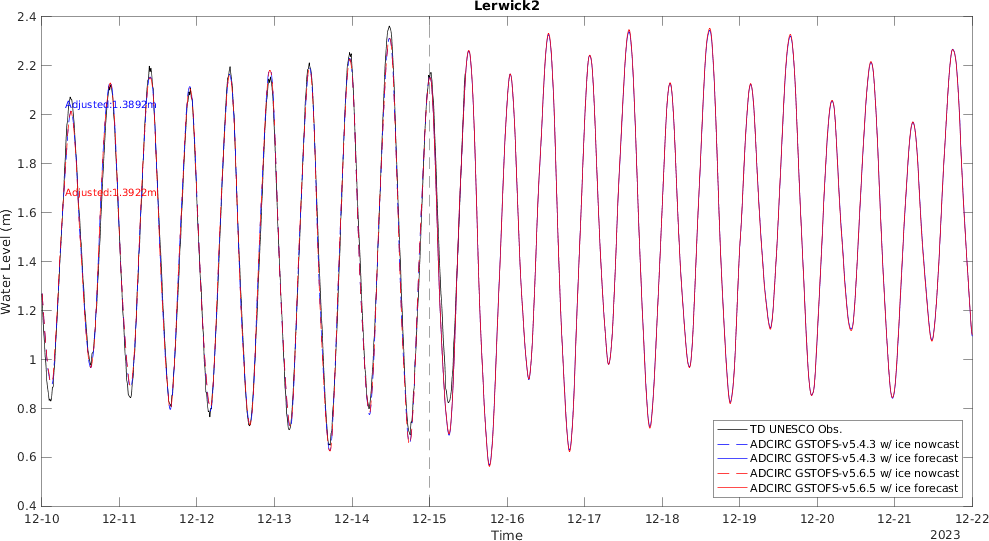 Lerwick2
2.4
2.2
2
1.8
1.6
1.4
1.2
1
0.8
0.6
0.4
Water Level (m)
Adjusted:1.3892m
Adjusted:1.3922m
TD UNESCO Obs.
ADCIRC GSTOFS-v5.4.3 w/ ice nowcast
ADCIRC GSTOFS-v5.4.3 w/ ice forecast
ADCIRC GSTOFS-v5.6.5 w/ ice nowcast
ADCIRC GSTOFS-v5.6.5 w/ ice forecast
12-10 12-11 12-12 12-13 12-14 12-15 12-16 12-17 12-18 12-19 12-20 12-21 12-22
Time
2023